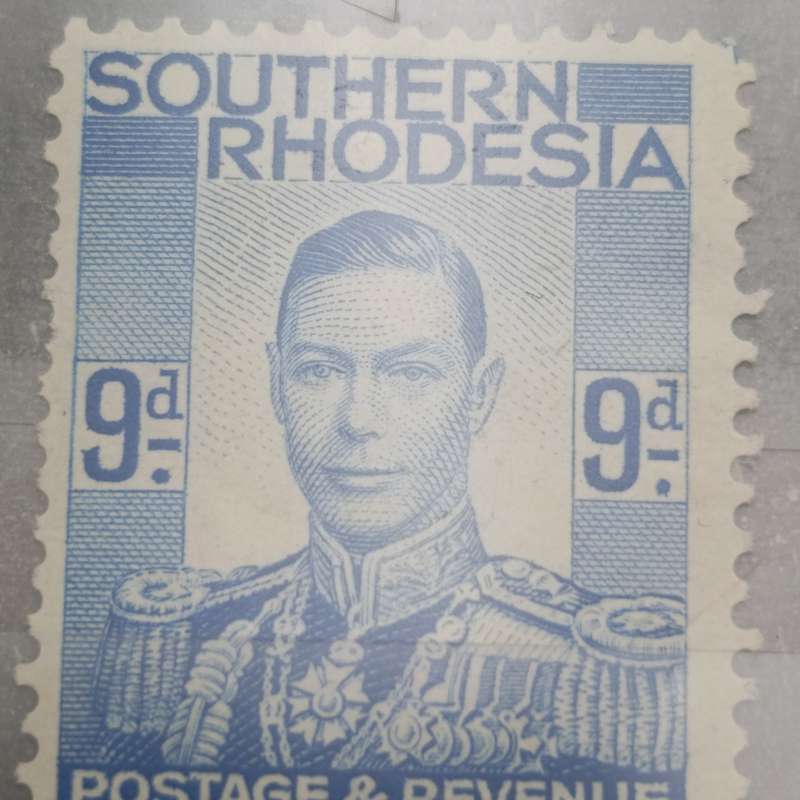 SOUTHERN
RHODESIA
9d. 9d.
POSTAGE & REVENUE